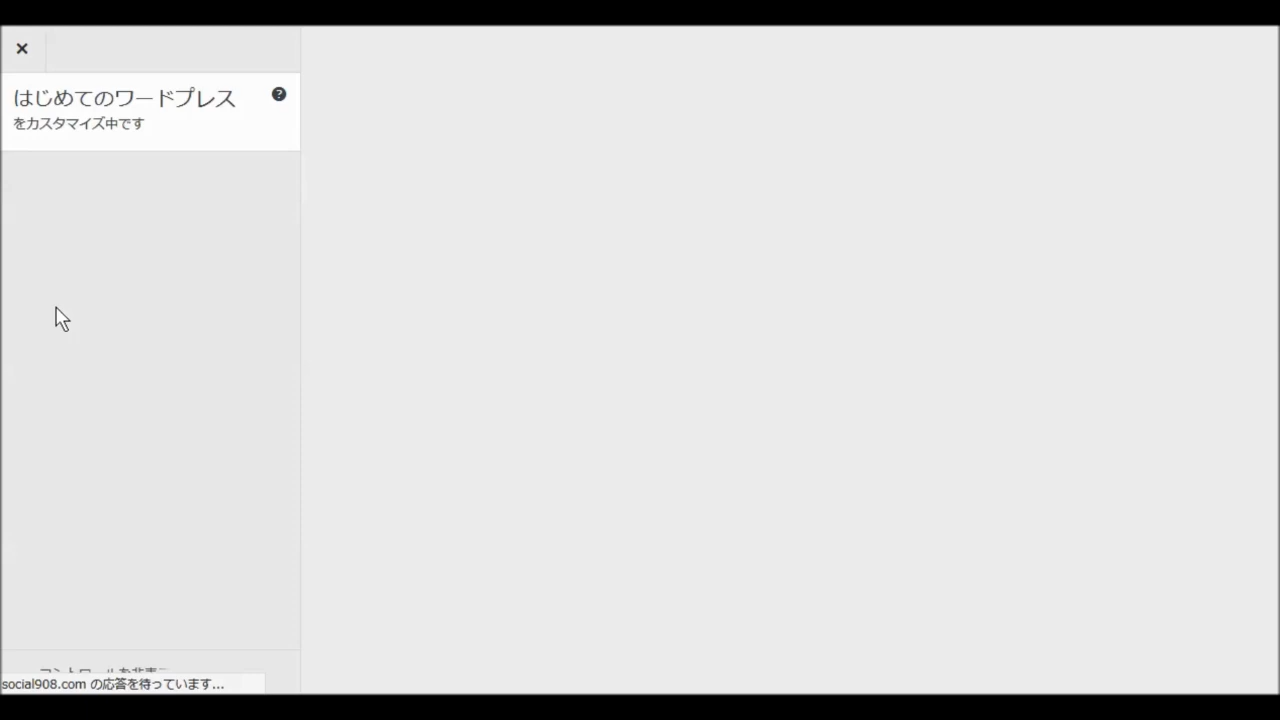 はじめてのワードプレス
をカスタマイズ中です
social908.com の応答を待っています...